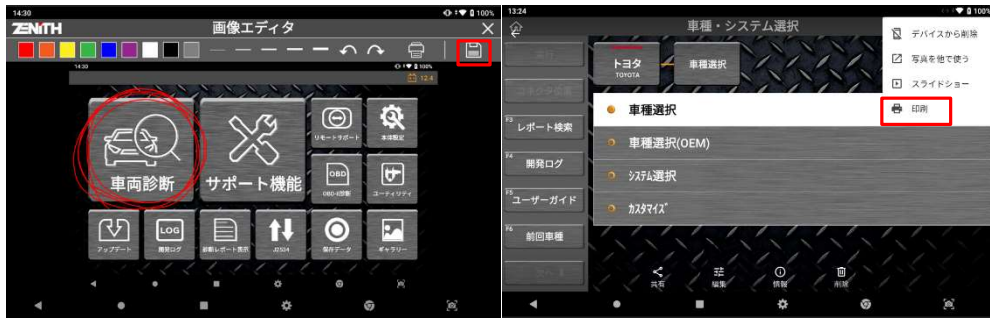 14:30
100%
ZENITH
画像エディタ
14:30
100%
12.4
車両診断
サポート機能
リモートサポート
本体設定
OBD
OBD-II診断
ユーティリティ
アップデート
LOG
開発ログ
診断レポート表示
J2534
保存データ
ギャラリー
13:24
100%
車種・システム選択
デバイスから削除
写真を他で使う
スライドショー
印刷
トヨタ
TOYOTA
車種選択
F3
レポート検索
F4
開発ログ
F5
ユーザーガイド
F6
前回車種
車種選択
車種選択(OEM)
ｼｽﾃﾑ選択
ｶｽﾀﾏｲｽﾞ
共有
編集
情報
削除